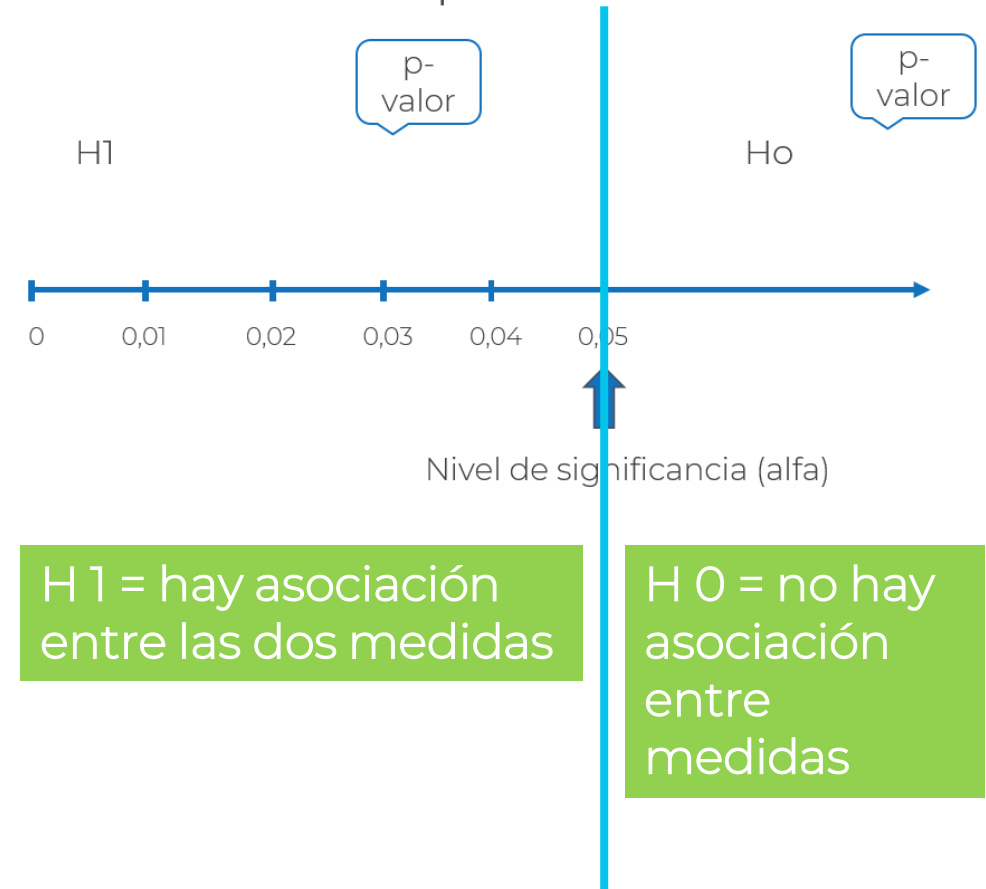 p-
valor
p-
valor
H1
Ho
0
0,01
0,02
0,03
0,04
0,05
Nivel de significancia (alfa)
H 1 = hay asociación
entre las dos medidas
H 0 = no hay
asociación
entre
medidas